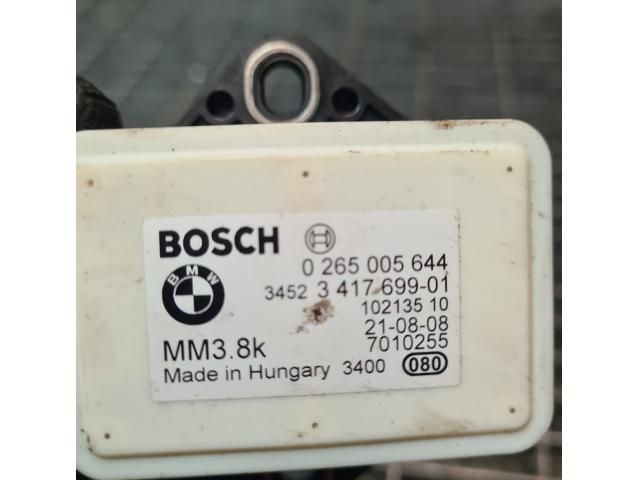 BOSCH
0 265 005 644
BMW
3452 3 417 699-01
102135 10
21-08-08
MM3.8k
7010255
Made in Hungary 3400 080